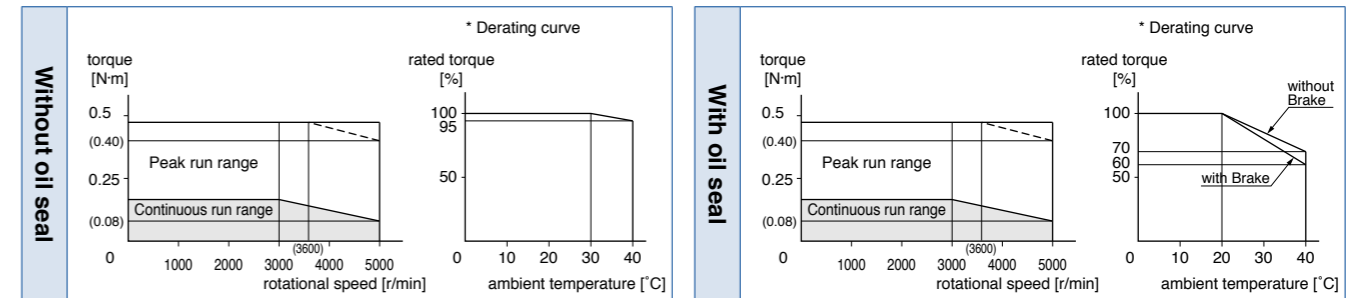 Without oil seal
* Derating curve
torque
[N·m]
0.5
(0.40)
0.25
(0.08)
0
Peak run range
Continuous run range
(3600)
1000 2000 3000 4000 5000
rotational speed [r/min]
rated torque
[%]
100
95
50
0 10 20 30 40
ambient temperature [˚C]
With oil seal
* Derating curve
torque
[N·m]
0.5
(0.40)
0.25
(0.08)
0
Peak run range
Continuous run range
(3600)
1000 2000 3000 4000 5000
rotational speed [r/min]
rated torque
[%]
without
Brake
100
70
60
50
with Brake
0 10 20 30 40
ambient temperature [˚C]